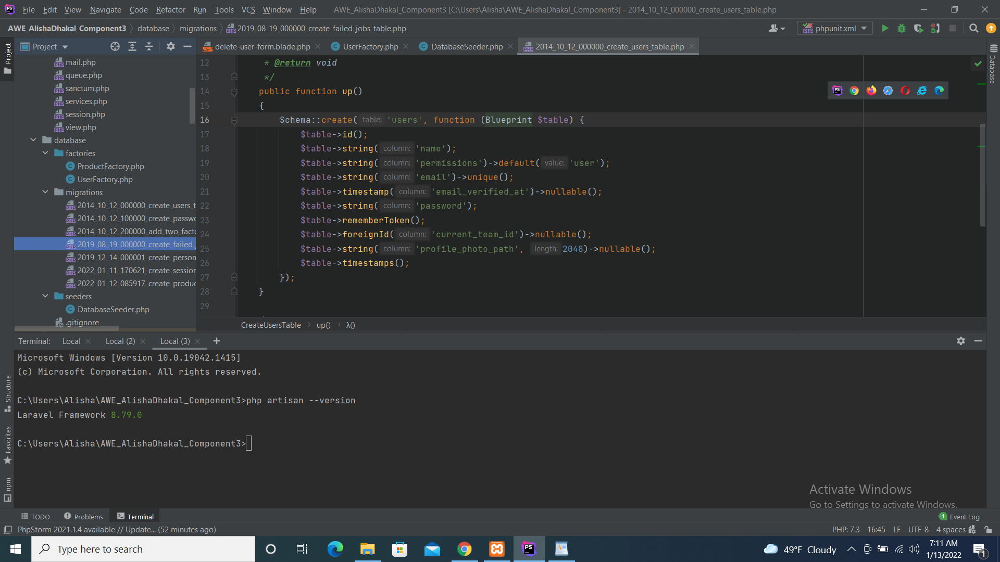 File Edit View Navigate Code Refactor Run Tools VCS Window Help AWE_AlishaDhakal_Component3 [C:\Users\Alisha\AWE_AlishaDhakal_Component3] - 2014_10_12_000000_create_users_table.php
AWE_AlishaDhakal_Component3 database migrations 2019_08_19_000000_create_failed_jobs_table.php phpunit.xml
Project
Project
delete-user-form.blade.php UserFactory.php DatabaseSeeder.php 2014_10_12_000000_create_users_table.php
Database
mail.php
queue.php
sanctum.php
services.php
session.php
view.php
database
factories
ProductFactory.php
UserFactory.php
migrations
2014_10_12_000000_create_users_t
2014_10_12_100000_create_passwo
2014_10_12_200000_add_two_facto
2019_08_19_000000_create_failed_
2019_12_14_000001_create_person
2022_01_11_170621_create_session
2022_01_12_085917_create_produc
seeders
DatabaseSeeder.php
.gitignore
12 * @return void
13 */
14 public function up()
15 {
16 Schema::create( table: 'users', function (Blueprint $table) {
17 $table->id();
18 $table->string( column: 'name');
19 $table->string( column: 'permissions')->default( value: 'user');
20 $table->string( column: 'email')->unique();
21 $table->timestamp( column: 'email_verified_at')->nullable();
22 $table->string( column: 'password');
23 $table->rememberToken();
24 $table->foreignId( column: 'current_team_id')->nullable();
25 $table->string( column: 'profile_photo_path', length: 2048)->nullable();
26 $table->timestamps();
27 });
28 }
29
CreateUsersTable up() λ()
Terminal: Local Local (2) Local (3)
Microsoft Windows [Version 10.0.19042.1415]
(c) Microsoft Corporation. All rights reserved.
C:\Users\Alisha\AWE_AlishaDhakal_Component3>php artisan --version
Laravel Framework 8.79.0
C:\Users\Alisha\AWE_AlishaDhakal_Component3>
Structure
Favorites
npm
Activate Windows
Go to Settings to activate Windows.
TODO Problems Terminal 1 Event Log
PhpStorm 2021.1.4 available // Update... (52 minutes ago) PHP: 7.3 16:45 LF UTF-8 4 spaces
Type here to search
49°F Cloudy
7:11 AM
1/13/2022
1